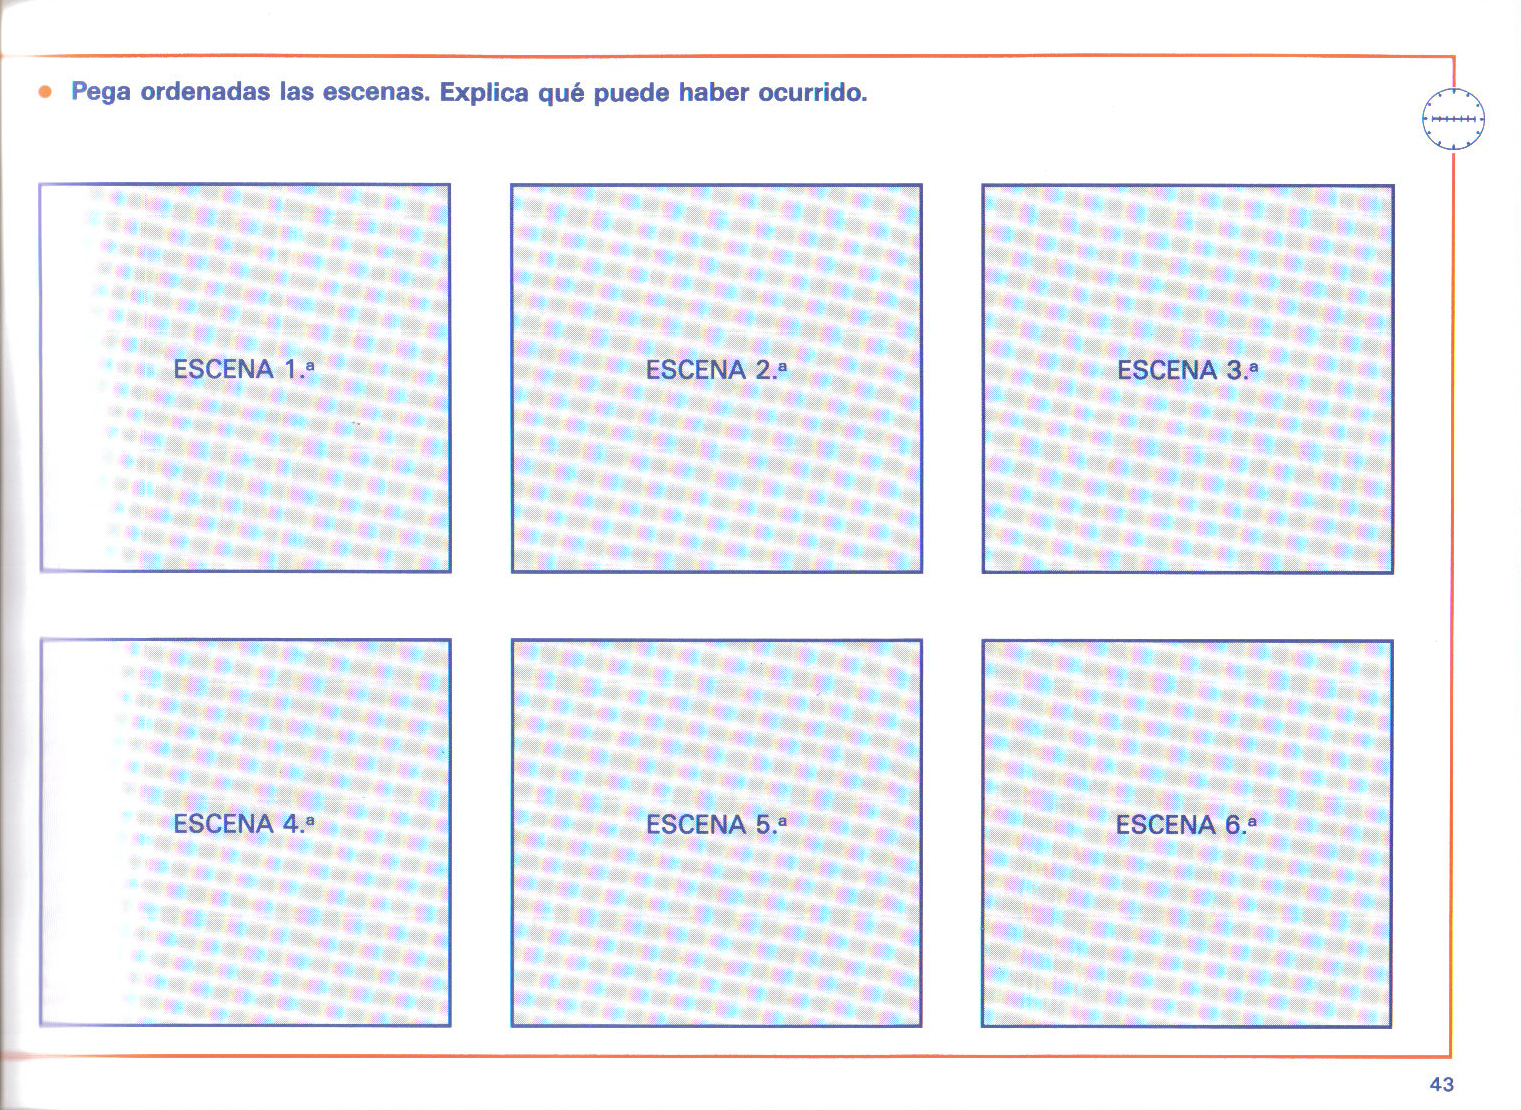 Pega ordenadas las escenas. Explica qué puede haber ocurrido.
ESCENA 1.ª
ESCENA 2.ª
ESCENA 3.ª
ESCENA 4.ª
ESCENA 5.ª
ESCENA 6.ª
43